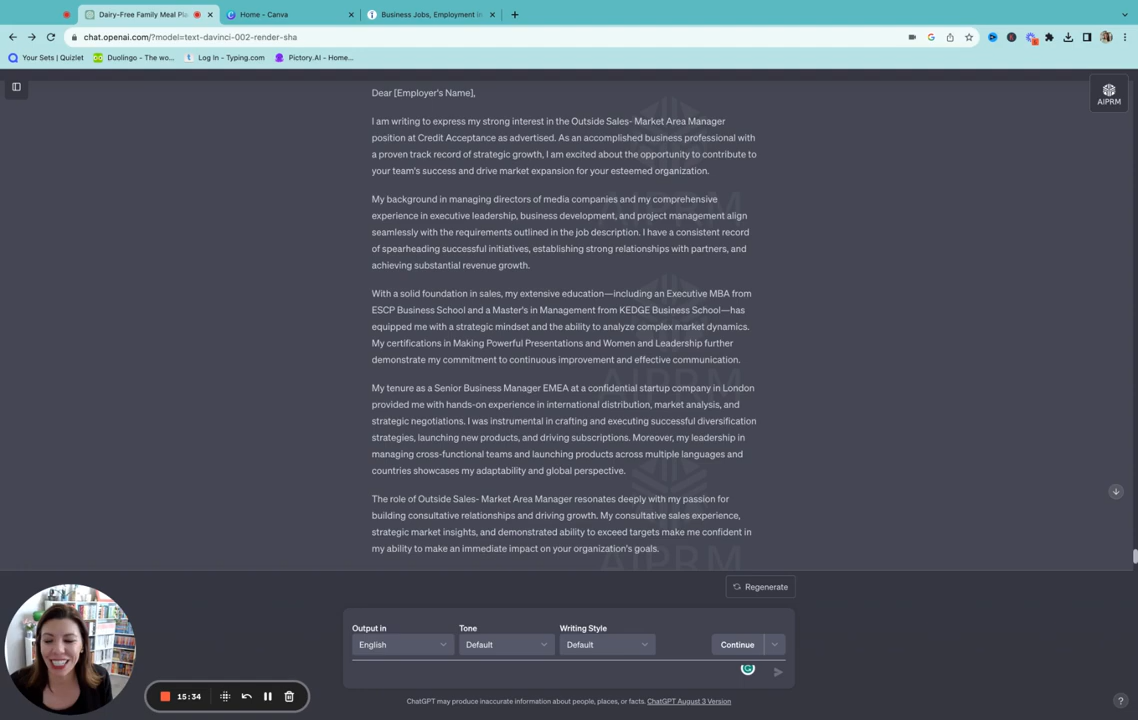 Dairy-Free Family Meal Pla
Home - Canva
Business Jobs, Employment in
chat.openai.com/?model=text-davinci-002-render-sha
Your Sets | Quizlet
Duolingo - The wo...
Log In - Typing.com
Pictory.AI - Home...
AIPRM
Dear [Employer's Name],
I am writing to express my strong interest in the Outside Sales- Market Area Manager
position at Credit Acceptance as advertised. As an accomplished business professional with
a proven track record of strategic growth, I am excited about the opportunity to contribute to
your team's success and drive market expansion for your esteemed organization.
My background in managing directors of media companies and my comprehensive
experience in executive leadership, business development, and project management align
seamlessly with the requirements outlined in the job description. I have a consistent record
of spearheading successful initiatives, establishing strong relationships with partners, and
achieving substantial revenue growth.
With a solid foundation in sales, my extensive education—including an Executive MBA from
ESCP Business School and a Master's in Management from KEDGE Business School—has
equipped me with a strategic mindset and the ability to analyze complex market dynamics.
My certifications in Making Powerful Presentations and Women and Leadership further
demonstrate my commitment to continuous improvement and effective communication.
My tenure as a Senior Business Manager EMEA at a confidential startup company in London
provided me with hands-on experience in international distribution, market analysis, and
strategic negotiations. I was instrumental in crafting and executing successful diversification
strategies, launching new products, and driving subscriptions. Moreover, my leadership in
managing cross-functional teams and launching products across multiple languages and
countries showcases my adaptability and global perspective.
The role of Outside Sales- Market Area Manager resonates deeply with my passion for
building consultative relationships and driving growth. My consultative sales experience,
strategic market insights, and demonstrated ability to exceed targets make me confident in
my ability to make an immediate impact on your organization's goals.
AIPRM
AIPRM
AIPRM
Regenerate
Output in
Tone
Writing Style
English
Default
Default
Continue
15:34
ChatGPT may produce inaccurate information about people, places, or facts. ChatGPT August 3 Version
?